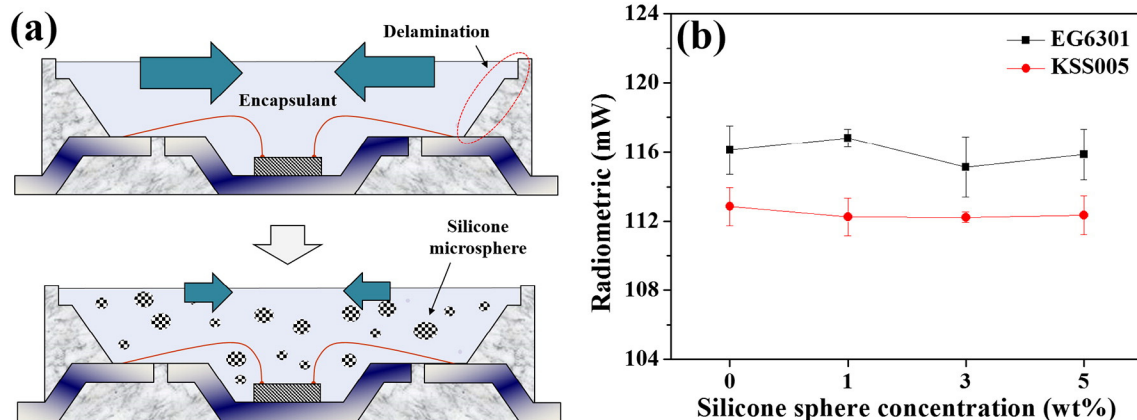 (a)
Delamination
Encapsulant
Silicone
microsphere
(b)
EG6301
KSS005
Radiometric (mW)
124
120
116
112
108
104
0 1 3 5
Silicone sphere concentration (wt%)